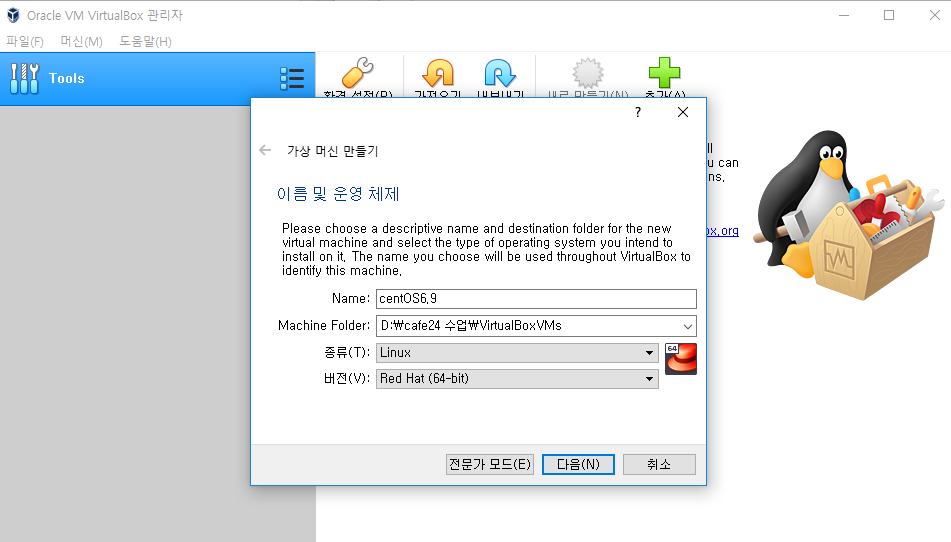 Oracle VM VirtualBox 관리자
파일(F) 머신(M) 도움말(H)
Tools
환경 설정(P) 가져오기 내보내기 새로 만들기(N) 추가(A)
? 
가상 머신 만들기
이름 및 운영 체제
Please choose a descriptive name and destination folder for the new
virtual machine and select the type of operating system you intend to
install on it. The name you choose will be used throughout VirtualBox to
identify this machine.
Name: centOS6.9
Machine Folder: D:₩cafe24 수업₩VirtualBoxVMs
종류(T): Linux
64
버전(V): Red Hat (64-bit)
전문가 모드(E) 다음(N) 취소
u can
ns.
ox.org